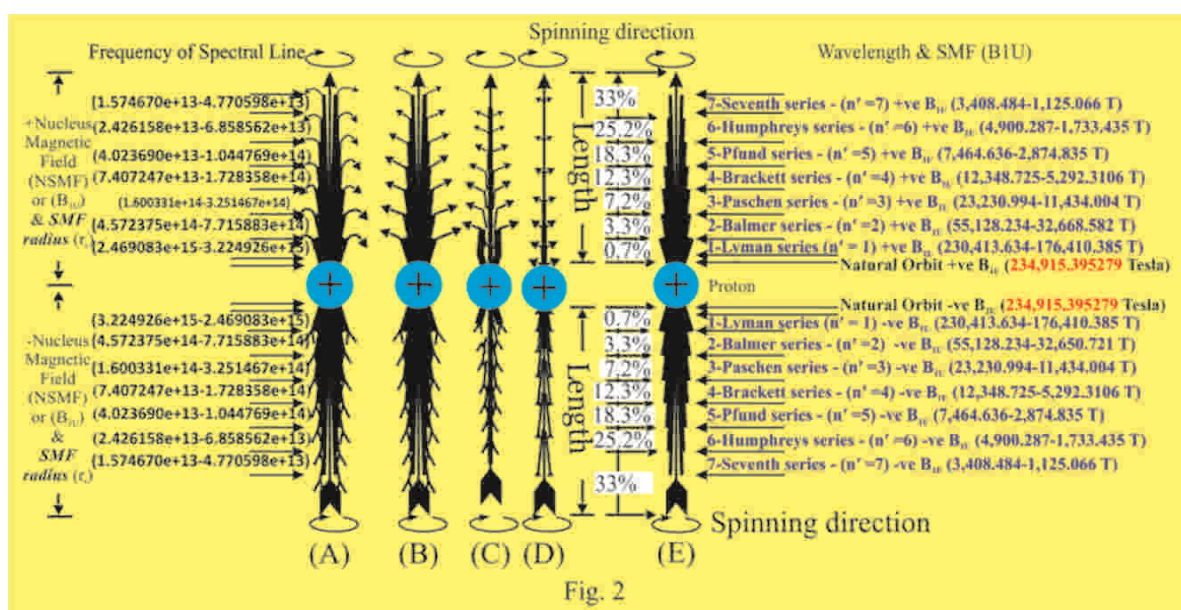 Spinning direction
Frequency of Spectral Line
Wavelength & SMF (B1U)
+Nucleus
Magnetic
Field
(NSMF)
or (B1U)
& SMF
radius
(1.574670e+13-4.770598e+13)
(2.426158e+13-6.858562e+13)
(4.023690e+13-1.044769e+14)
(7.407247e+13-1.728358e+14)
(1.600331e+14-3.251467e+14)
(4.572375e+14-7.715883e+14)
(2.469083e+15-3.224926e+15)
Length
33%
25.2%
18.3%
12.3%
7.2%
3.3%
0.7%
7-Seventh series - (n' =7) +ve B1U (3,408.484-1,125.066 T)
6-Humphreys series - (n' =6) +ve B1U (4,900.287-1,733.435 T)
5-Pfund series - (n' =5) +ve B1U (7,464.636-2,874.835 T)
4-Brackett series - (n' =4) +ve B1U (12,348.725-5,292.3106 T)
3-Paschen series - (n' =3) +ve B1U (23,230.994-11,434.004 T)
2-Balmer series - (n' =2) +ve B1U (55,128.234-32,668.582 T)
1-Lyman series (n' = 1) +ve B1U (230,413.634-176,410.385 T)
Natural Orbit +ve B1U (234,915.395279 Tesla)
Proton
Natural Orbit -ve B1U (234,915.395279 Tesla)
-Nucleus
Magnetic
Field
(NSMF)
or (B1U)
&
SMF
radius
(3.224926e+15-2.469083e+15)
(4.572375e+14-7.715883e+14)
(1.600331e+14-3.251467e+14)
(7.407247e+13-1.728358e+14)
(4.023690e+13-1.044769e+14)
(2.426158e+13-6.858562e+13)
(1.574670e+13-4.770598e+13)
Length
0.7%
3.3%
7.2%
12.3%
18.3%
25.2%
33%
1-Lyman series (n' = 1) -ve B1U (230,413.634-176,410.385 T)
2-Balmer series - (n' =2) -ve B1U (55,128.234-32,650.721 T)
3-Paschen series - (n' =3) -ve B1U (23,230.994-11,434.004 T)
4-Brackett series - (n' =4) -ve B1U (12,348.725-5,292.3106 T)
5-Pfund series - (n' =5) -ve B1U (7,464.636-2,874.835 T)
6-Humphreys series - (n' =6) -ve B1U (4,900.287-1,733.435 T)
7-Seventh series - (n' =7) -ve B1U (3,408.484-1,125.066 T)
Spinning direction
(A) (B) (C) (D) (E)
Fig. 2